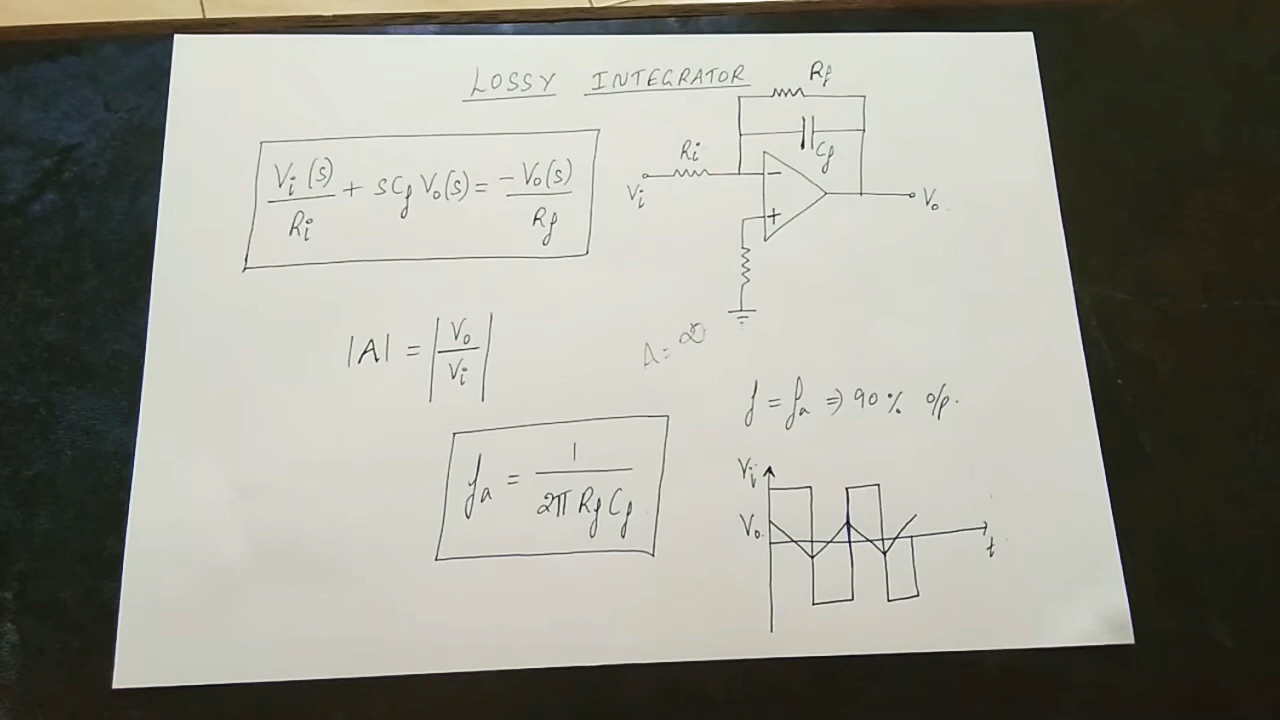 LOSSY INTEGRATOR
Rf
Cf
Ri
Vi
−
+
Vo
Vi(s)/Ri + sCf Vo(s) = −Vo(s)/Rf
|A| = |Vo/Vi|
A = ∞
f = fa ⇒ 90% o/p.
fa = 1/2π Rf Cf
Vi
Vo
t